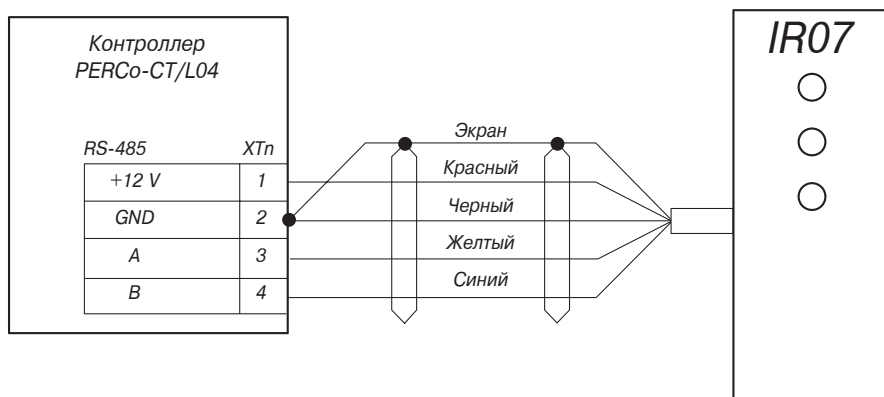 Контроллер
PERCo-CT/L04
IR07
RS-485 XTn
+12 V 1
GND 2
A 3
B 4
Экран
Красный
Черный
Желтый
Синий